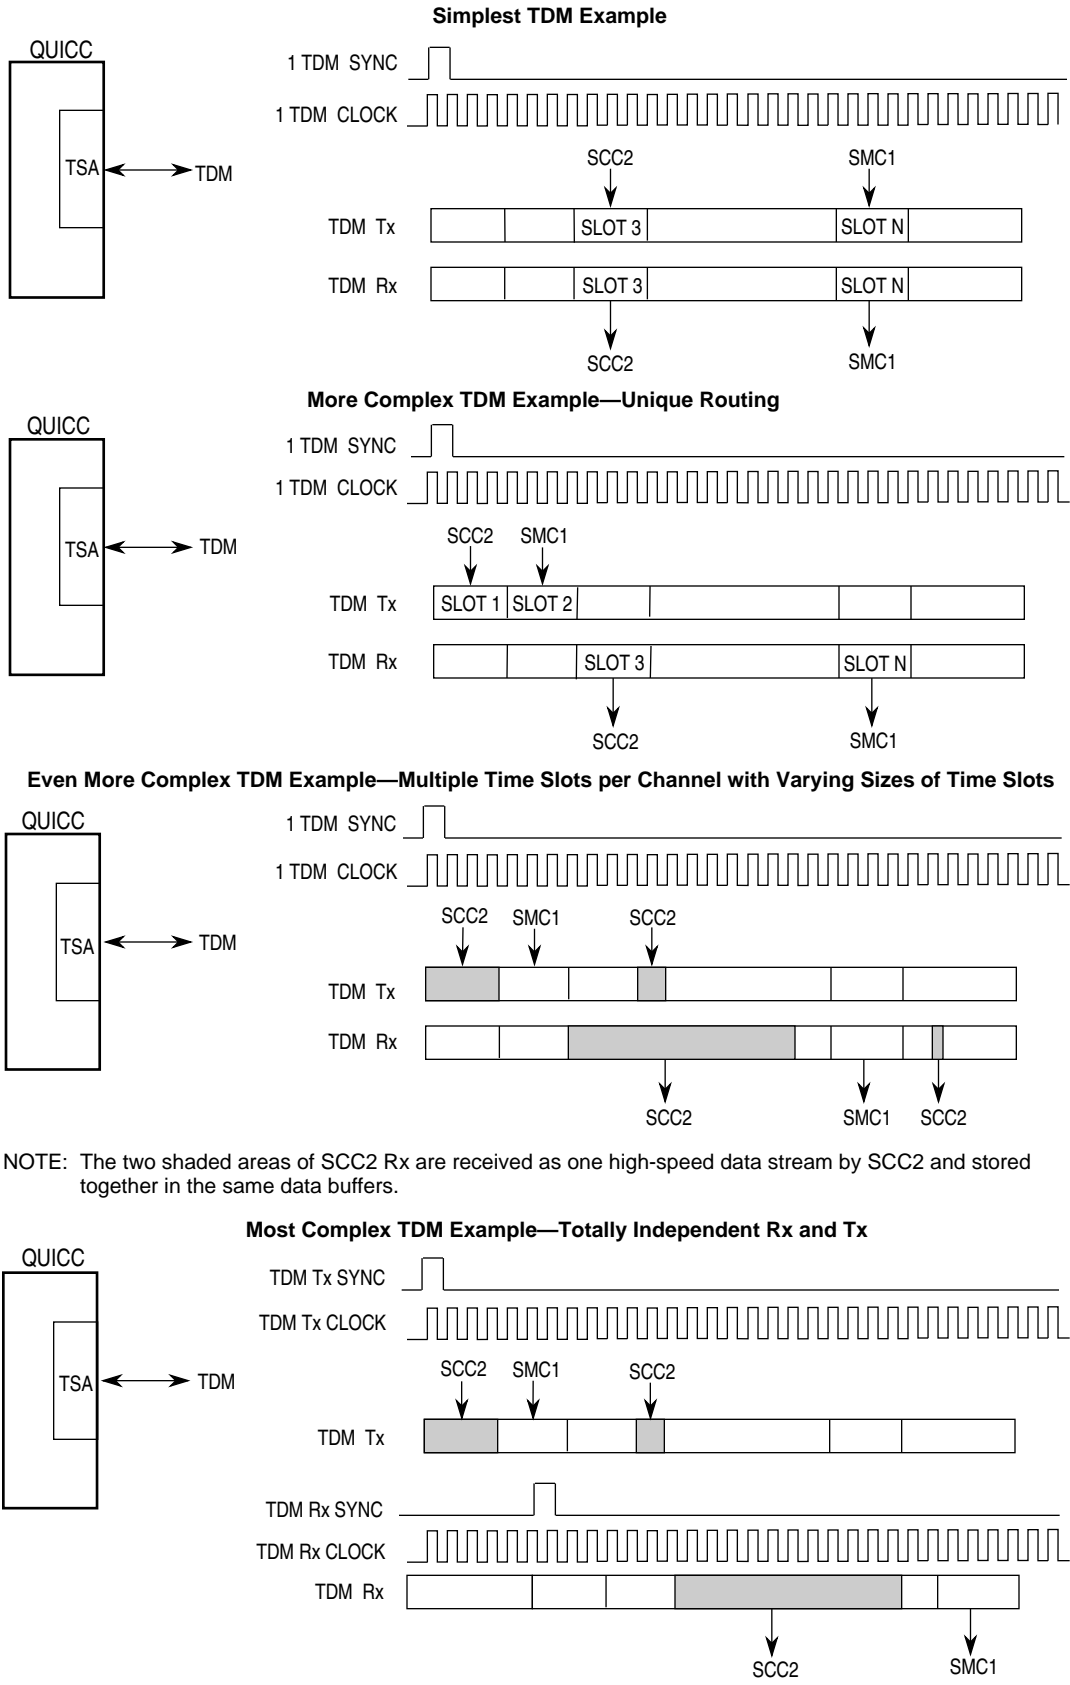 Simplest TDM Example
QUICC
1 TDM SYNC
1 TDM CLOCK
TSA
TDM
SCC2
SMC1
TDM Tx
SLOT 3
SLOT N
TDM Rx
SLOT 3
SLOT N
SCC2
SMC1
More Complex TDM Example—Unique Routing
QUICC
1 TDM SYNC
1 TDM CLOCK
TSA
TDM
SCC2
SMC1
TDM Tx
SLOT 1
SLOT 2
TDM Rx
SLOT 3
SLOT N
SCC2
SMC1
Even More Complex TDM Example—Multiple Time Slots per Channel with Varying Sizes of Time Slots
QUICC
1 TDM SYNC
1 TDM CLOCK
TSA
TDM
SCC2
SMC1
SCC2
TDM Tx
TDM Rx
SCC2
SMC1
SCC2
NOTE: The two shaded areas of SCC2 Rx are received as one high-speed data stream by SCC2 and stored
together in the same data buffers.
Most Complex TDM Example—Totally Independent Rx and Tx
QUICC
TDM Tx SYNC
TDM Tx CLOCK
TSA
TDM
SCC2
SMC1
SCC2
TDM Tx
TDM Rx SYNC
TDM Rx CLOCK
TDM Rx
SCC2
SMC1